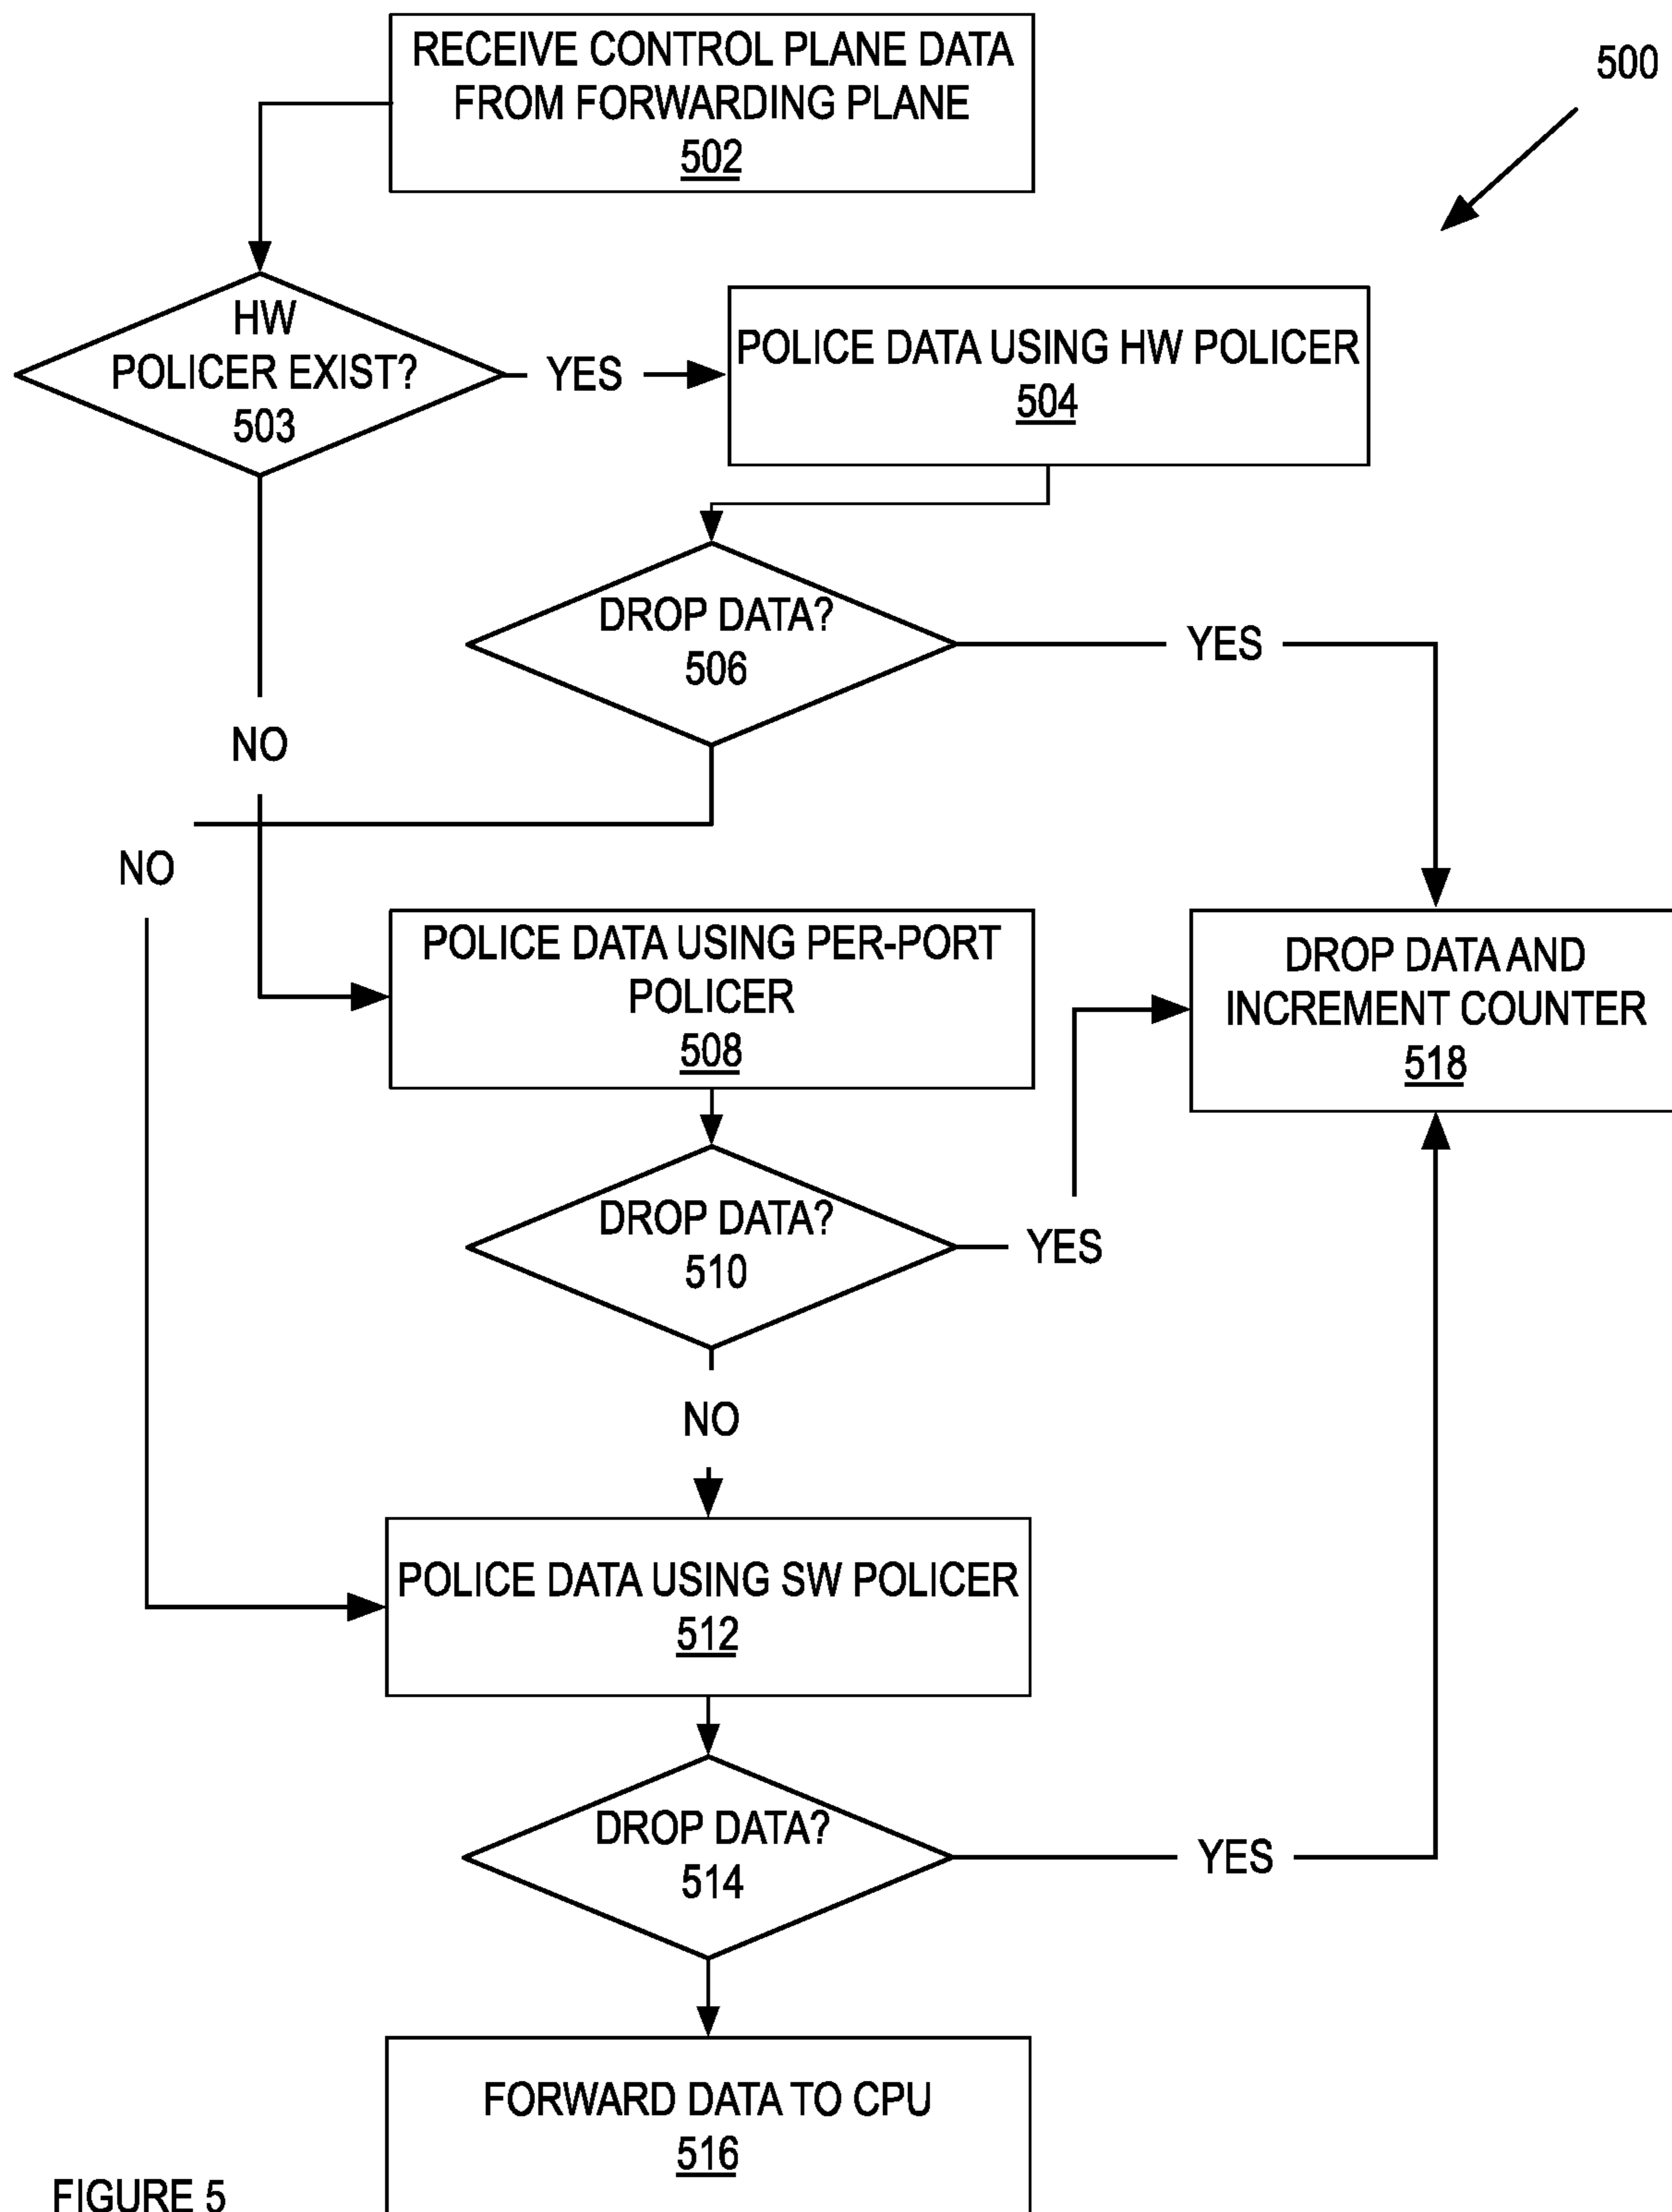 RECEIVE CONTROL PLANE DATA
FROM FORWARDING PLANE
502
500
HW
POLICER EXIST?
503
YES
POLICE DATA USING HW POLICER
504
DROP DATA?
506
YES
NO
NO
POLICE DATA USING PER-PORT
POLICER
508
DROP DATA AND
INCREMENT COUNTER
518
DROP DATA?
510
YES
NO
POLICE DATA USING SW POLICER
512
DROP DATA?
514
YES
FORWARD DATA TO CPU
516
FIGURE 5